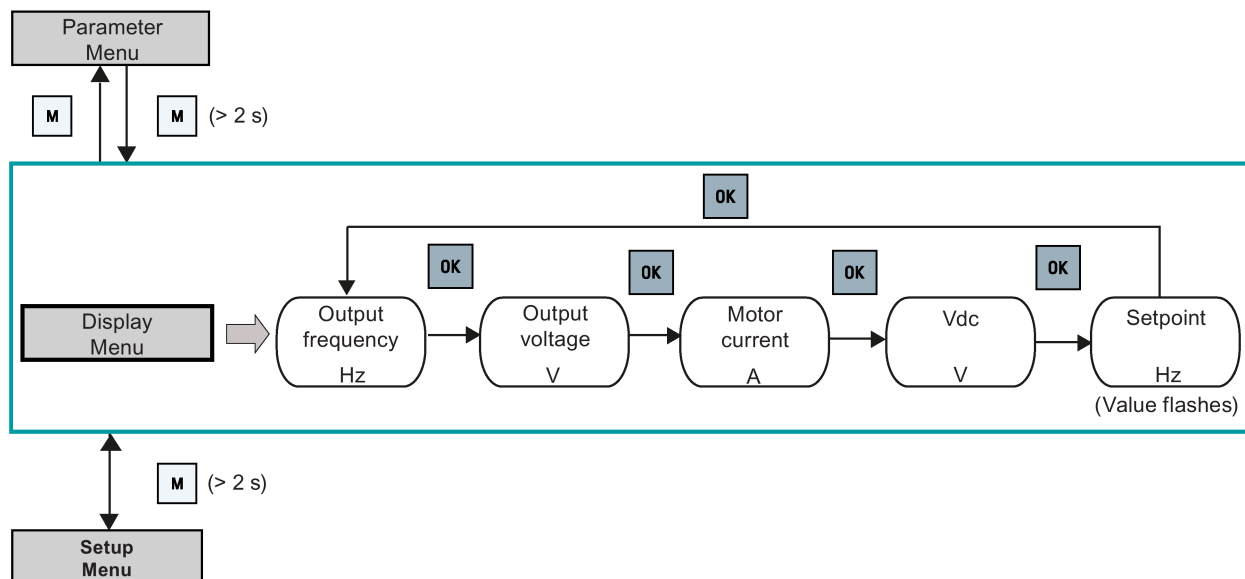 Parameter
Menu
M
M (> 2 s)
OK
OK
OK
OK
OK
Display
Menu
Output
frequency
Hz
Output
voltage
V
Motor
current
A
Vdc
V
Setpoint
Hz
(Value flashes)
M (> 2 s)
Setup
Menu